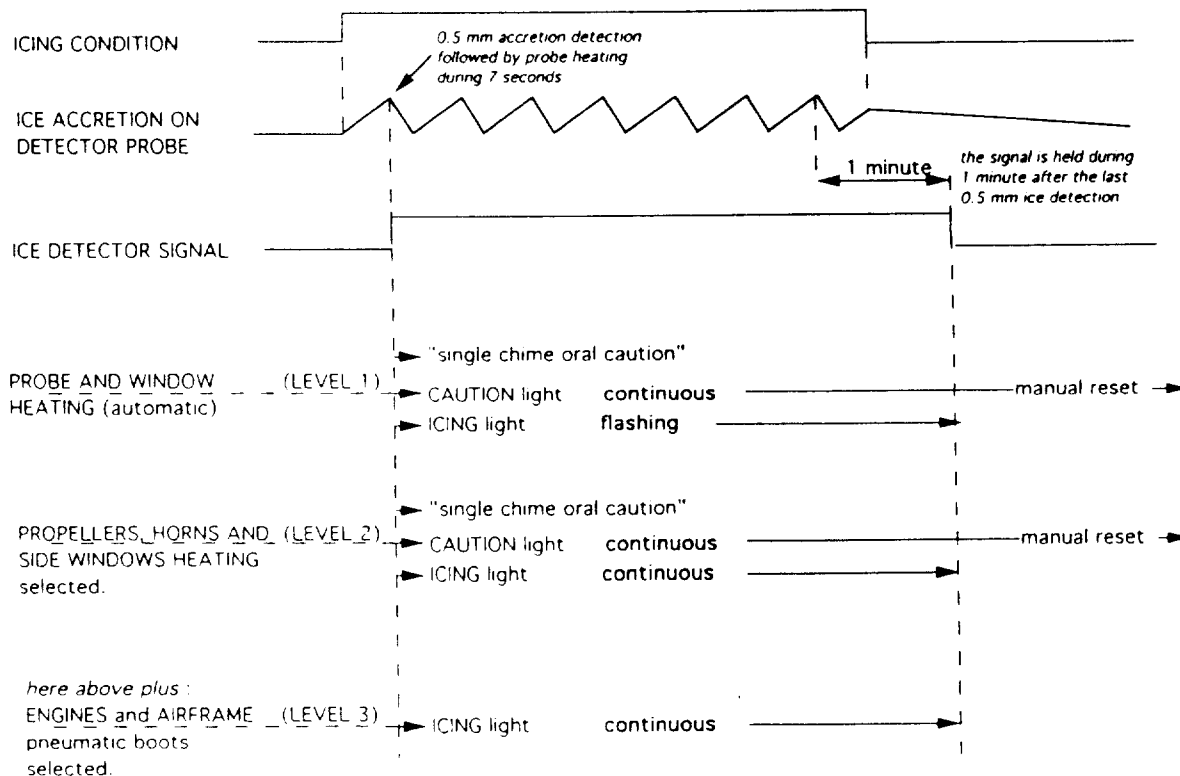 ICING CONDITION
0.5 mm accretion detection
followed by probe heating
during 7 seconds
ICE ACCRETION ON
DETECTOR PROBE
1 minute
the signal is held during
1 minute after the last
0.5 mm ice detection
ICE DETECTOR SIGNAL
"single chime oral caution"
PROBE AND WINDOW (LEVEL 1)
HEATING (automatic)
CAUTION light continuous manual reset
ICING light flashing
"single chime oral caution"
PROPELLERS, HORNS AND (LEVEL 2)
SIDE WINDOWS HEATING
selected.
CAUTION light continuous manual reset
ICING light continuous
here above plus :
ENGINES and AIRFRAME (LEVEL 3)
pneumatic boots
selected.
ICING light continuous